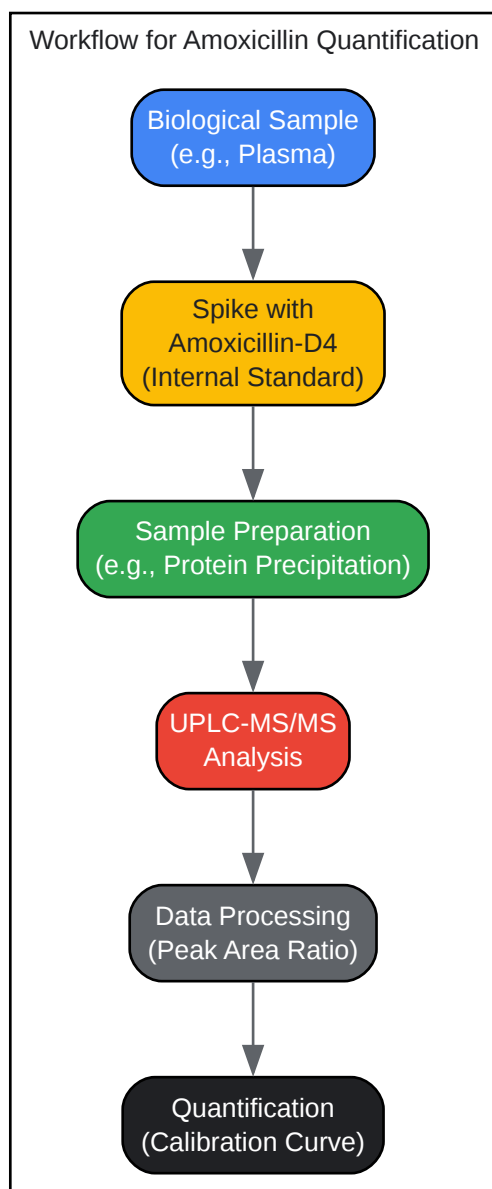 Workflow for Amoxicillin Quantification
Biological Sample
(e.g., Plasma)
Spike with
Amoxicillin-D4
(Internal Standard)
Sample Preparation
(e.g., Protein Precipitation)
UPLC-MS/MS
Analysis
Data Processing
(Peak Area Ratio)
Quantification
(Calibration Curve)